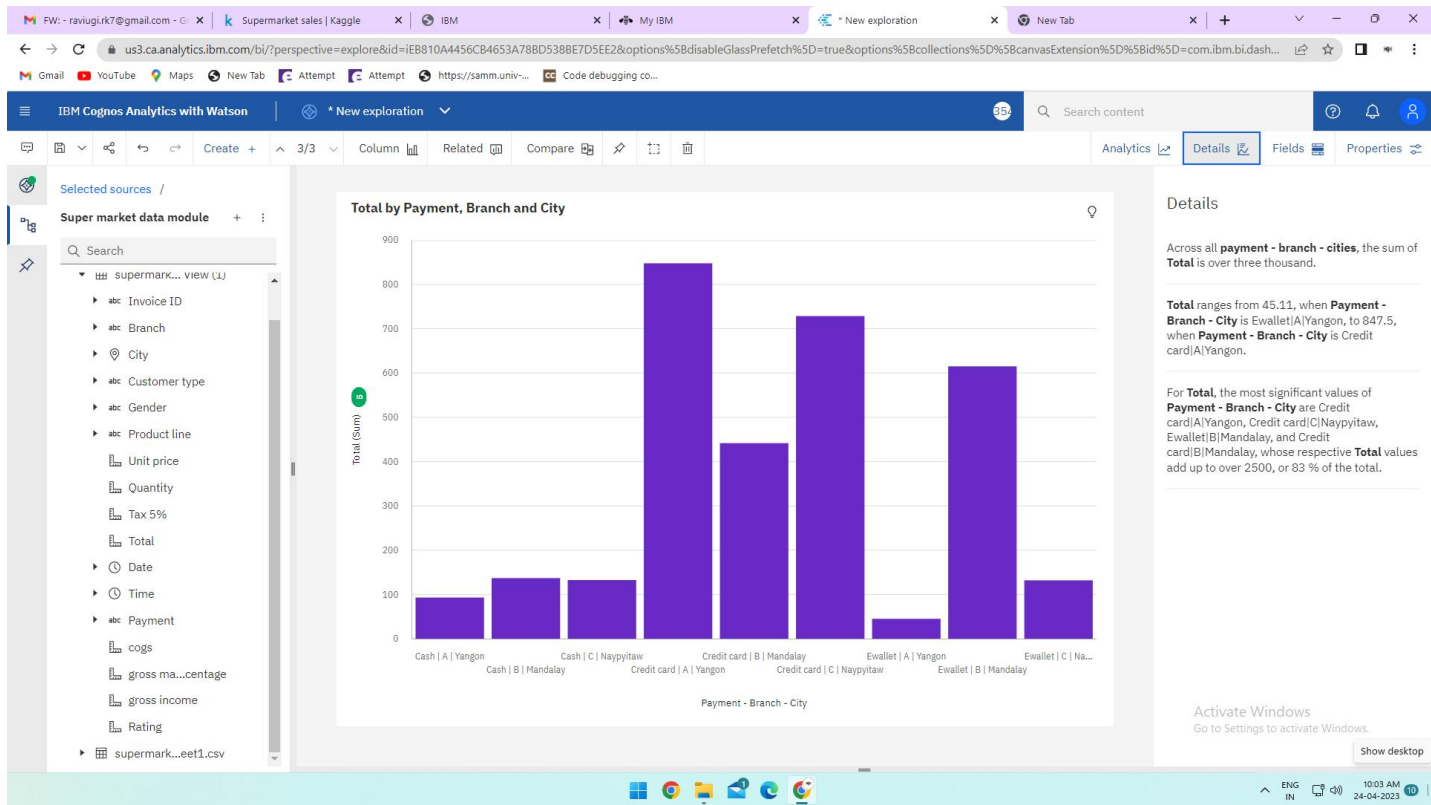 FW: - raviugi.rk7@gmail.com - G
Supermarket sales | Kaggle
IBM
My IBM
* New exploration
New Tab
us3.ca.analytics.ibm.com/bi/?perspective=explore&id=iEB810A4456CB4653A78BD538BE7D5EE2&options%5BdisableGlassPrefetch%5D=true&options%5Bcollections%5D%5BcanvasExtension%5D%5Bid%5D=com.ibm.bi.dash...
Gmail
YouTube
Maps
New Tab
Attempt
Attempt
https://samm.univ-...
Code debugging co...
IBM Cognos Analytics with Watson
* New exploration
354
Search content
Create +
3/3
Column
Related
Compare
Analytics
Details
Fields
Properties
Selected sources /
Super market data module
Search
supermark... View (1)
abc Invoice ID
abc Branch
City
abc Customer type
abc Gender
abc Product line
Unit price
Quantity
Tax 5%
Total
Date
Time
abc Payment
cogs
gross ma...centage
gross income
Rating
supermark...eet1.csv
Total by Payment, Branch and City
900
800
700
600
500
400
300
200
100
0
Total (Sum)
Cash | A | Yangon
Cash | B | Mandalay
Cash | C | Naypyitaw
Credit card | A | Yangon
Credit card | B | Mandalay
Credit card | C | Naypyitaw
Ewallet | A | Yangon
Ewallet | B | Mandalay
Ewallet | C | Na...
Payment - Branch - City
Details
Across all payment - branch - cities, the sum of
Total is over three thousand.
Total ranges from 45.11, when Payment -
Branch - City is Ewallet|A|Yangon, to 847.5,
when Payment - Branch - City is Credit
card|A|Yangon.
For Total, the most significant values of
Payment - Branch - City are Credit
card|A|Yangon, Credit card|C|Naypyitaw,
Ewallet|B|Mandalay, and Credit
card|B|Mandalay, whose respective Total values
add up to over 2500, or 83 % of the total.
Activate Windows
Go to Settings to activate Windows.
Show desktop
ENG
IN
10:03 AM
24-04-2023
10